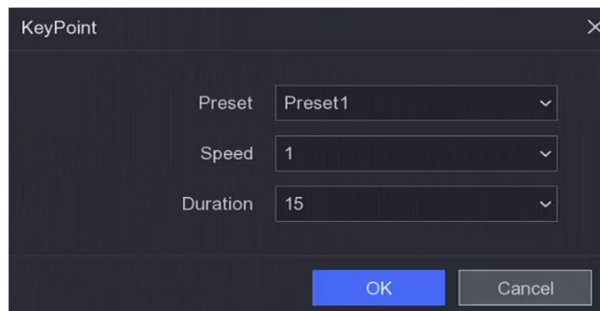 KeyPoint
Preset Preset1
Speed 1
Duration 15
OK Cancel